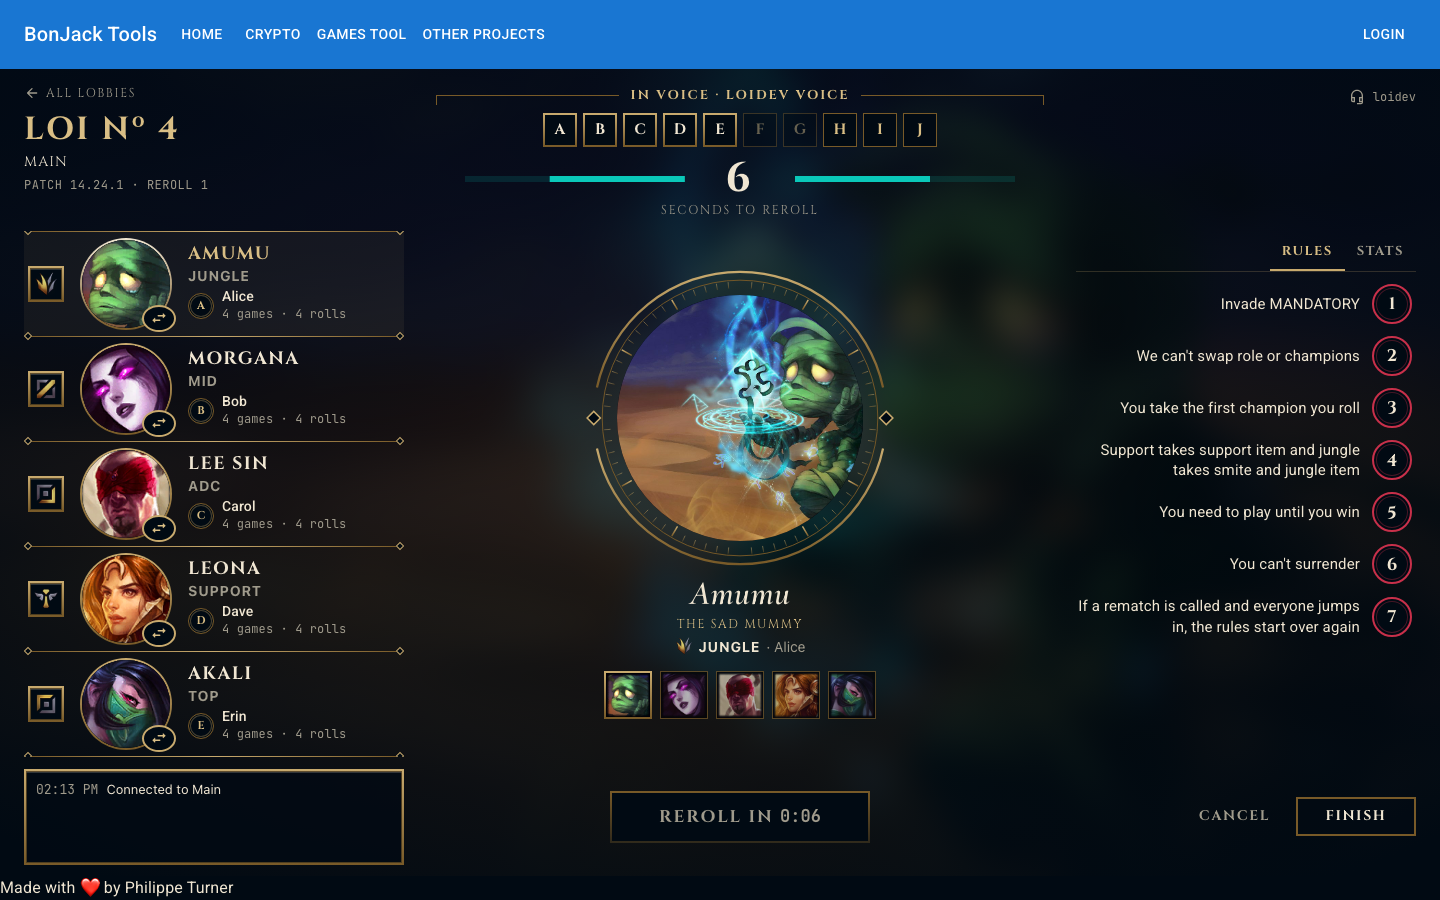 BonJack Tools HOME CRYPTO GAMES TOOL OTHER PROJECTS LOGIN
ALL LOBBIES
LOI Nº 4
MAIN
PATCH 14.24.1 · REROLL 1
IN VOICE · LOIDEV VOICE
A B C D E F G H I J
6
SECONDS TO REROLL
loidev
AMUMU
JUNGLE
A Alice
4 games · 4 rolls
MORGANA
MID
B Bob
4 games · 4 rolls
LEE SIN
ADC
C Carol
4 games · 4 rolls
LEONA
SUPPORT
D Dave
4 games · 4 rolls
AKALI
TOP
E Erin
4 games · 4 rolls
02:13 PM Connected to Main
Amumu
THE SAD MUMMY
JUNGLE · Alice
REROLL IN 0:06
RULES STATS
Invade MANDATORY 1
We can't swap role or champions 2
You take the first champion you roll 3
Support takes support item and jungle
takes smite and jungle item 4
You need to play until you win 5
You can't surrender 6
If a rematch is called and everyone jumps
in, the rules start over again 7
CANCEL FINISH
Made with ❤️ by Philippe Turner